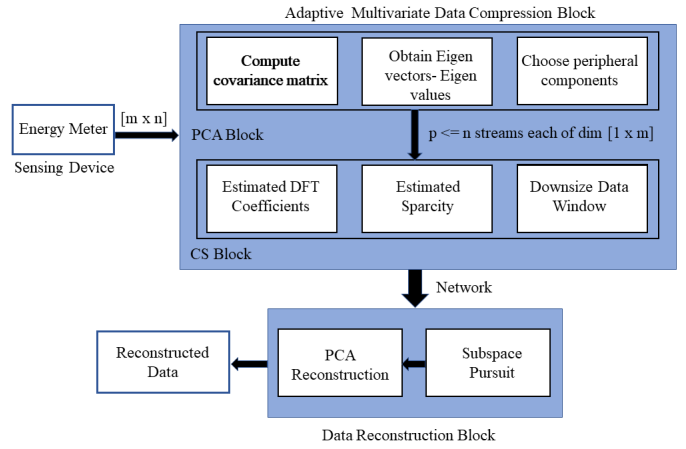 Adaptive Multivariate Data Compression Block
Compute
covariance matrix
Obtain Eigen
vectors- Eigen
values
Choose peripheral
components
[m x n]
Energy Meter
Sensing Device
PCA Block
p <= n streams each of dim [1 x m]
Estimated DFT
Coefficients
Estimated
Sparcity
Downsize Data
Window
CS Block
Network
Reconstructed
Data
PCA
Reconstruction
Subspace
Pursuit
Data Reconstruction Block